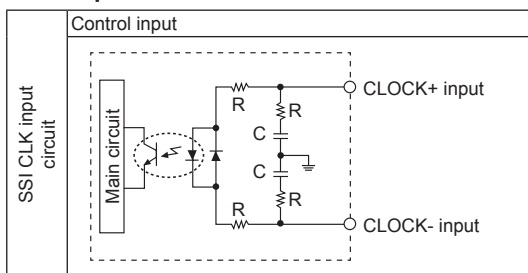 Control input
SSI CLK input
circuit
Main circuit
CLOCK+ input
R
R
C
C
R
R
CLOCK- input